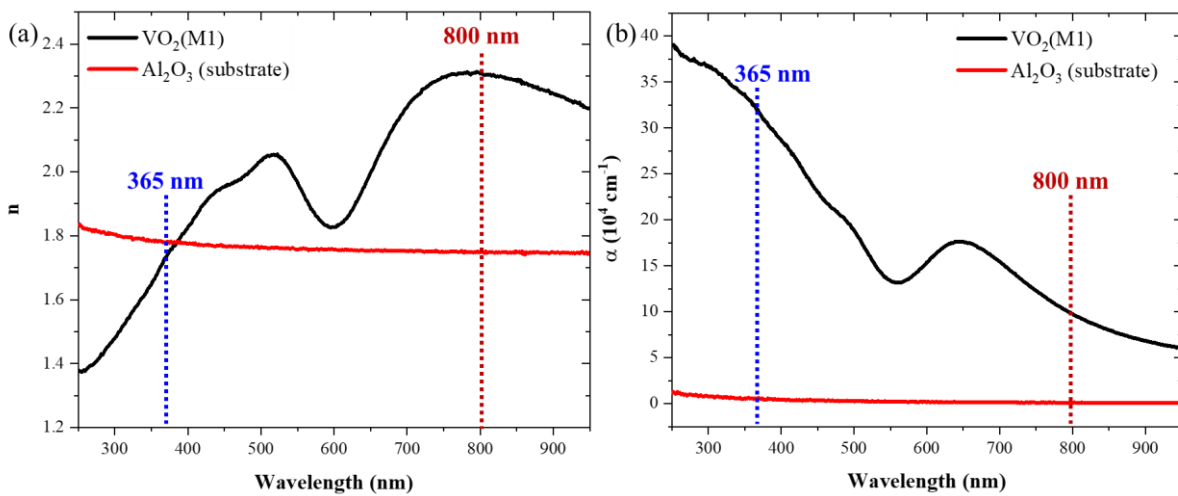 (a)
VO₂(M1)
Al₂O₃ (substrate)
800 nm
365 nm
2.4
2.2
2.0
1.8
1.6
1.4
1.2
n
300 400 500 600 700 800 900
Wavelength (nm)
(b)
VO₂(M1)
Al₂O₃ (substrate)
365 nm
800 nm
40
35
30
25
20
15
10
5
0
α (10⁴ cm⁻¹)
300 400 500 600 700 800 900
Wavelength (nm)